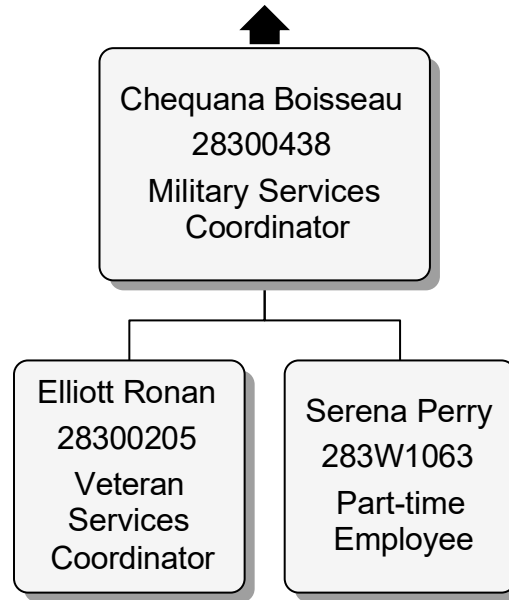 Chequana Boisseau
28300438
Military Services
Coordinator
Elliott Ronan
28300205
Veteran
Services
Coordinator
Serena Perry
283W1063
Part-time
Employee